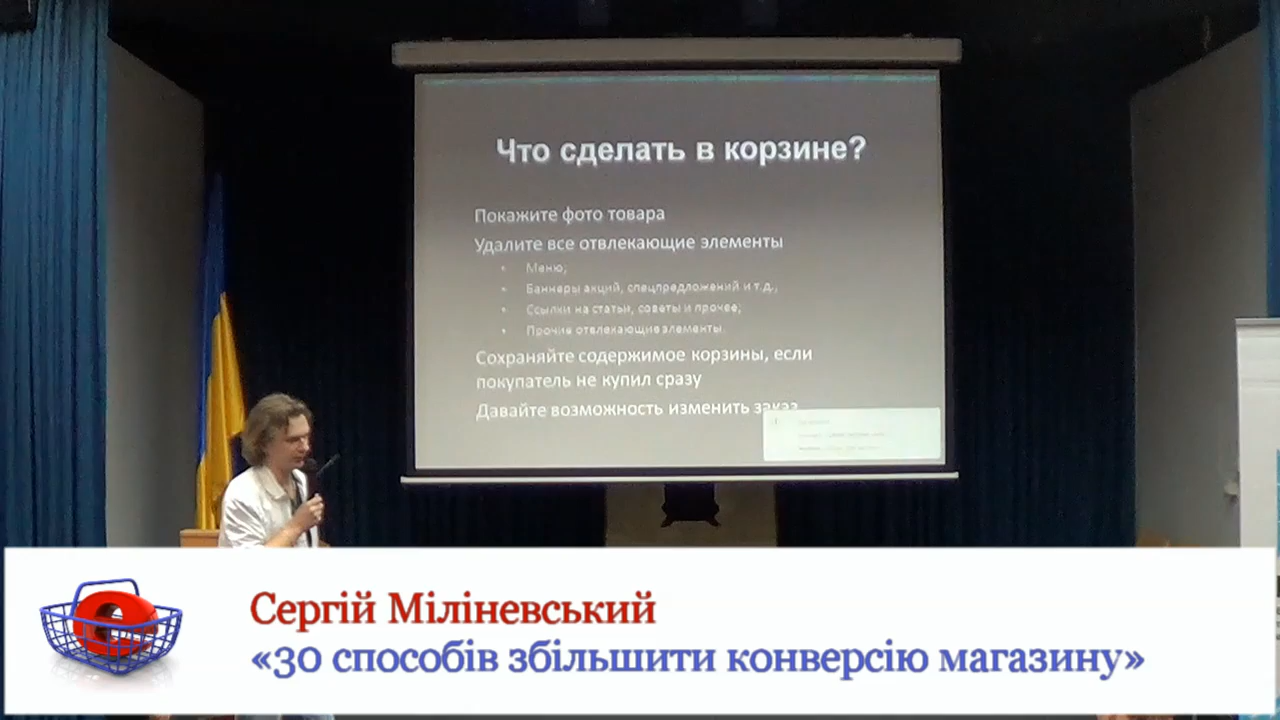 Что сделать в корзине?
Покажите фото товара
Удалите все отвлекающие элементы
• Меню;
• Баннеры акций, спецпредложений и т.д.,
• Ссылки на статьи, советы и прочее;
• Прочие отвлекающие элементы.
Сохраняйте содержимое корзины, если
покупатель не купил сразу
Давайте возможность изменить заказ
e
Сергій Міліневський
«30 способів збільшити конверсію магазину»